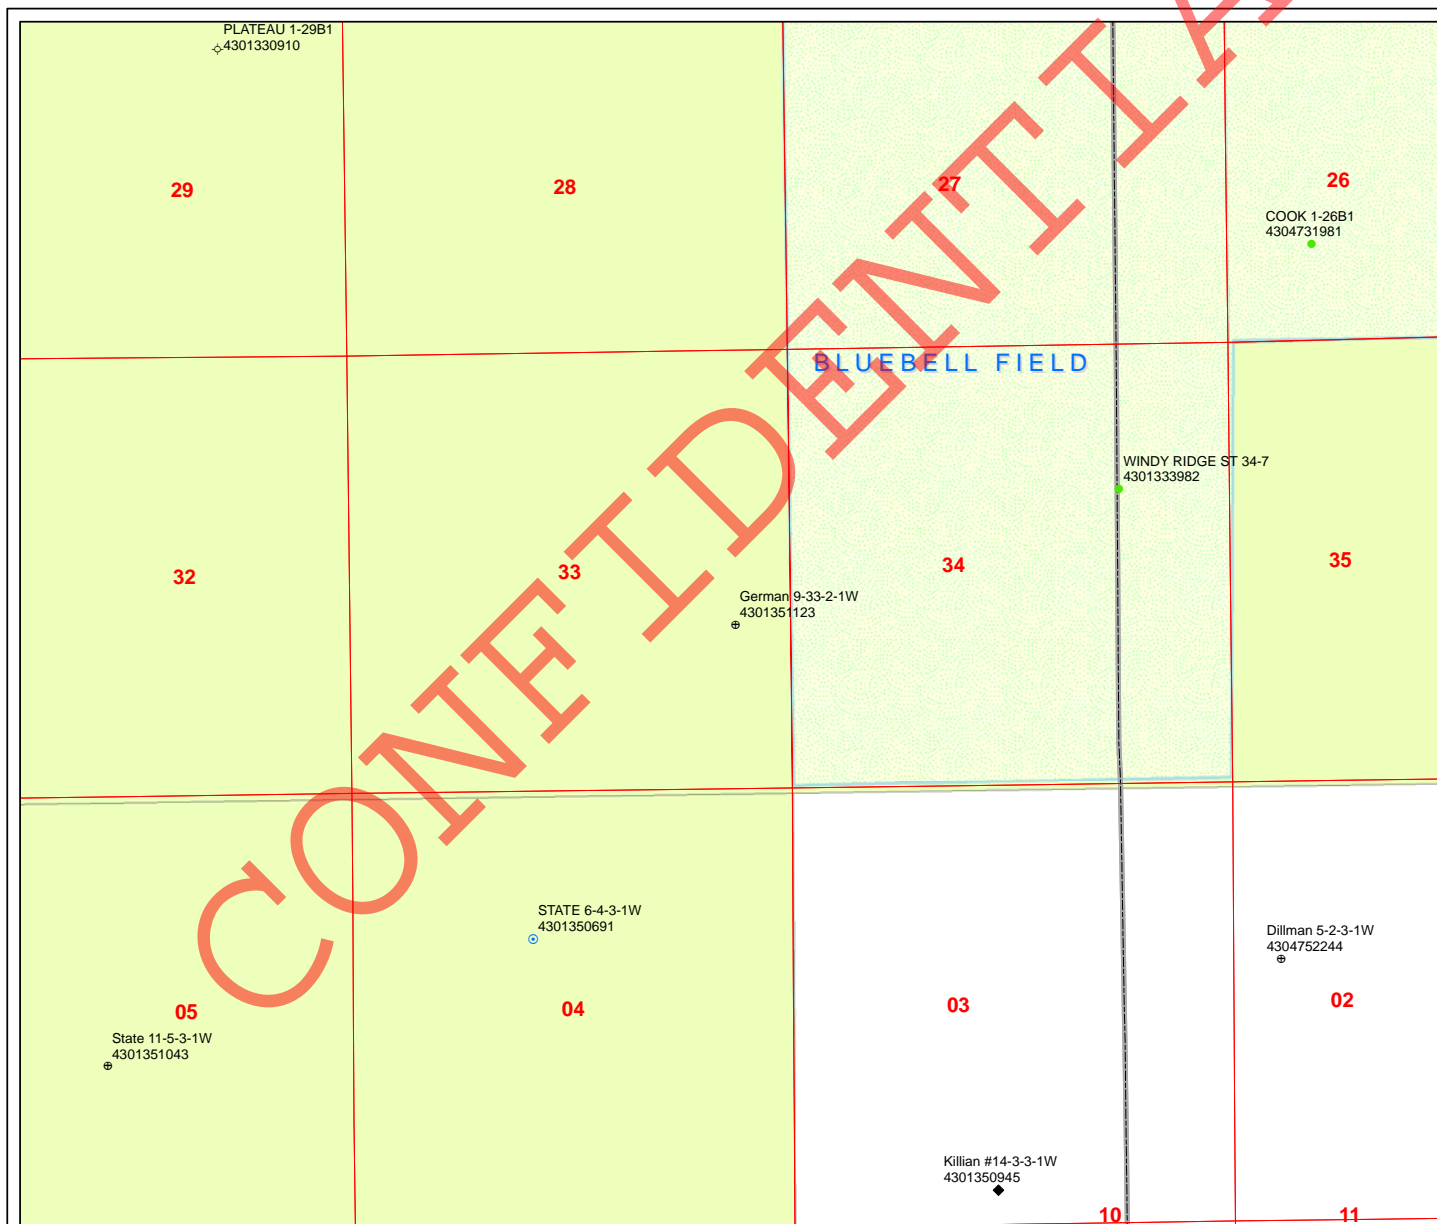 PLATEAU 1-29B1
4301330910
29
28
27
26
COOK 1-26B1
4304731981
BLUEBELL FIELD
WINDY RIDGE ST 34-7
4301333982
32
33
34
35
German 9-33-2-1W
4301351123
STATE 6-4-3-1W
4301350691
Dillman 5-2-3-1W
4304752244
05
04
03
02
State 11-5-3-1W
4301351043
Killian #14-3-3-1W
4301350945
10
11
CONFIDENTIA